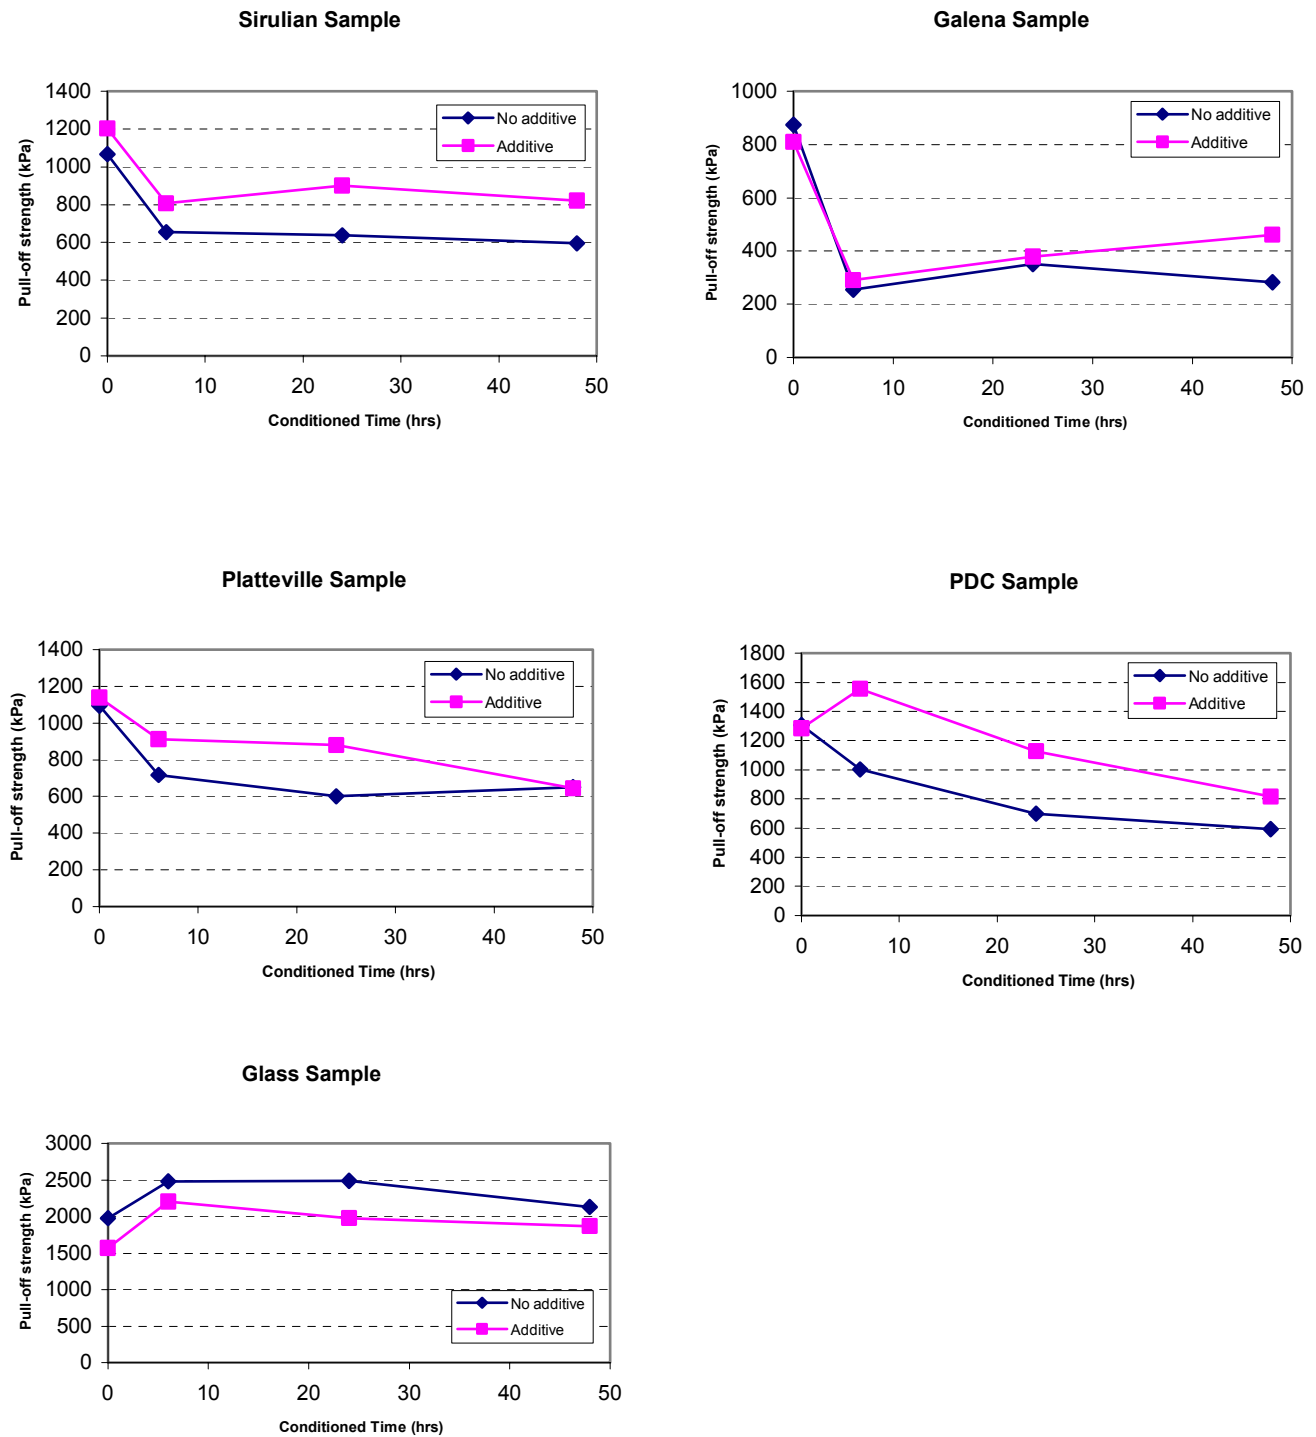 Sirulian Sample
1400
1200
1000
800
600
400
200
0
0 10 20 30 40 50
Pull-off strength (kPa)
Conditioned Time (hrs)
No additive
Additive
Galena Sample
1000
800
600
400
200
0
0 10 20 30 40 50
Pull-off strength (kPa)
Conditioned Time (hrs)
No additive
Additive
Platteville Sample
1400
1200
1000
800
600
400
200
0
0 10 20 30 40 50
Pull-off strength (kPa)
Conditioned Time (hrs)
No additive
Additive
PDC Sample
1800
1600
1400
1200
1000
800
600
400
200
0
0 10 20 30 40 50
Pull-off strength (kPa)
Conditioned Time (hrs)
No additive
Additive
Glass Sample
3000
2500
2000
1500
1000
500
0
0 10 20 30 40 50
Pull-off strength (kPa)
Conditioned Time (hrs)
No additive
Additive